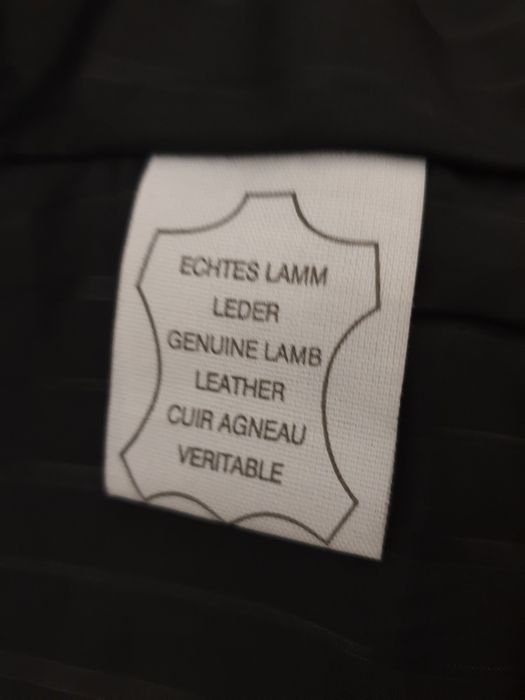 ECHTES LAMM
LEDER
GENUINE LAMB
LEATHER
CUIR AGNEAU
VERITABLE